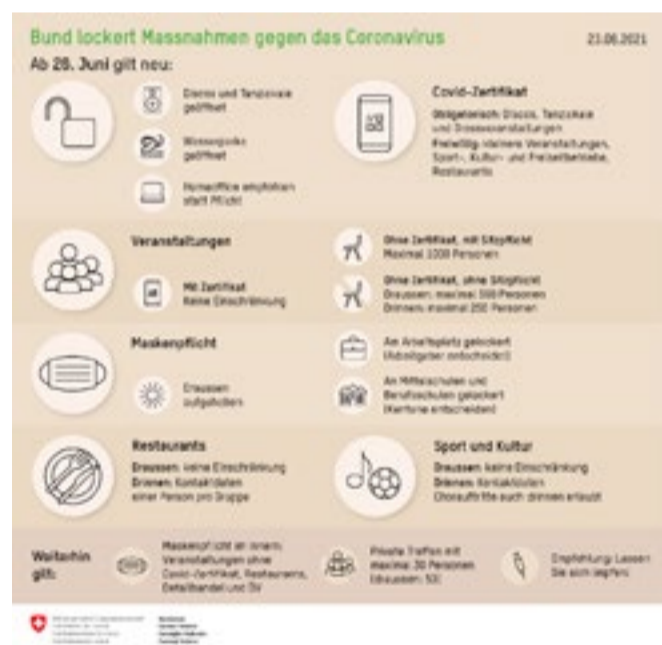 Bund lockert Massnahmen gegen das Coronavirus
23.06.2021
Ab 26. Juni gilt neu:
Discos und Tanzlokale
geöffnet
Wasserparks
geöffnet
Homeoffice empfohlen
statt Pflicht
Covid-Zertifikat
Obligatorisch: Discos, Tanzlokale
und Grossveranstaltungen
Freiwillig: kleinere Veranstaltungen,
Sport-, Kultur- und Freizeitbetriebe,
Restaurants
Veranstaltungen
Mit Zertifikat
Keine Einschränkung
Ohne Zertifikat, mit Sitzpflicht
Maximal 1000 Personen
Ohne Zertifikat, ohne Sitzpflicht
Draussen: maximal 500 Personen
Drinnen: maximal 250 Personen
Maskenpflicht
Draussen
aufgehoben
Am Arbeitsplatz gelockert
(Arbeitgeber entscheidet)
An Mittelschulen und
Berufsschulen gelockert
(Kantone entscheiden)
Restaurants
Draussen: keine Einschränkung
Drinnen: Kontaktdaten
einer Person pro Gruppe
Sport und Kultur
Draussen: keine Einschränkung
Drinnen: Kontaktdaten
Chorauftritte auch drinnen erlaubt
Weiterhin
gilt:
Maskenpflicht an Innen-
Veranstaltungen ohne
Covid-Zertifikat, Restaurants,
Detailhandel und ÖV
Private Treffen mit
maximal 30 Personen
(draussen: 50)
Empfehlung: Lassen
Sie sich impfen.